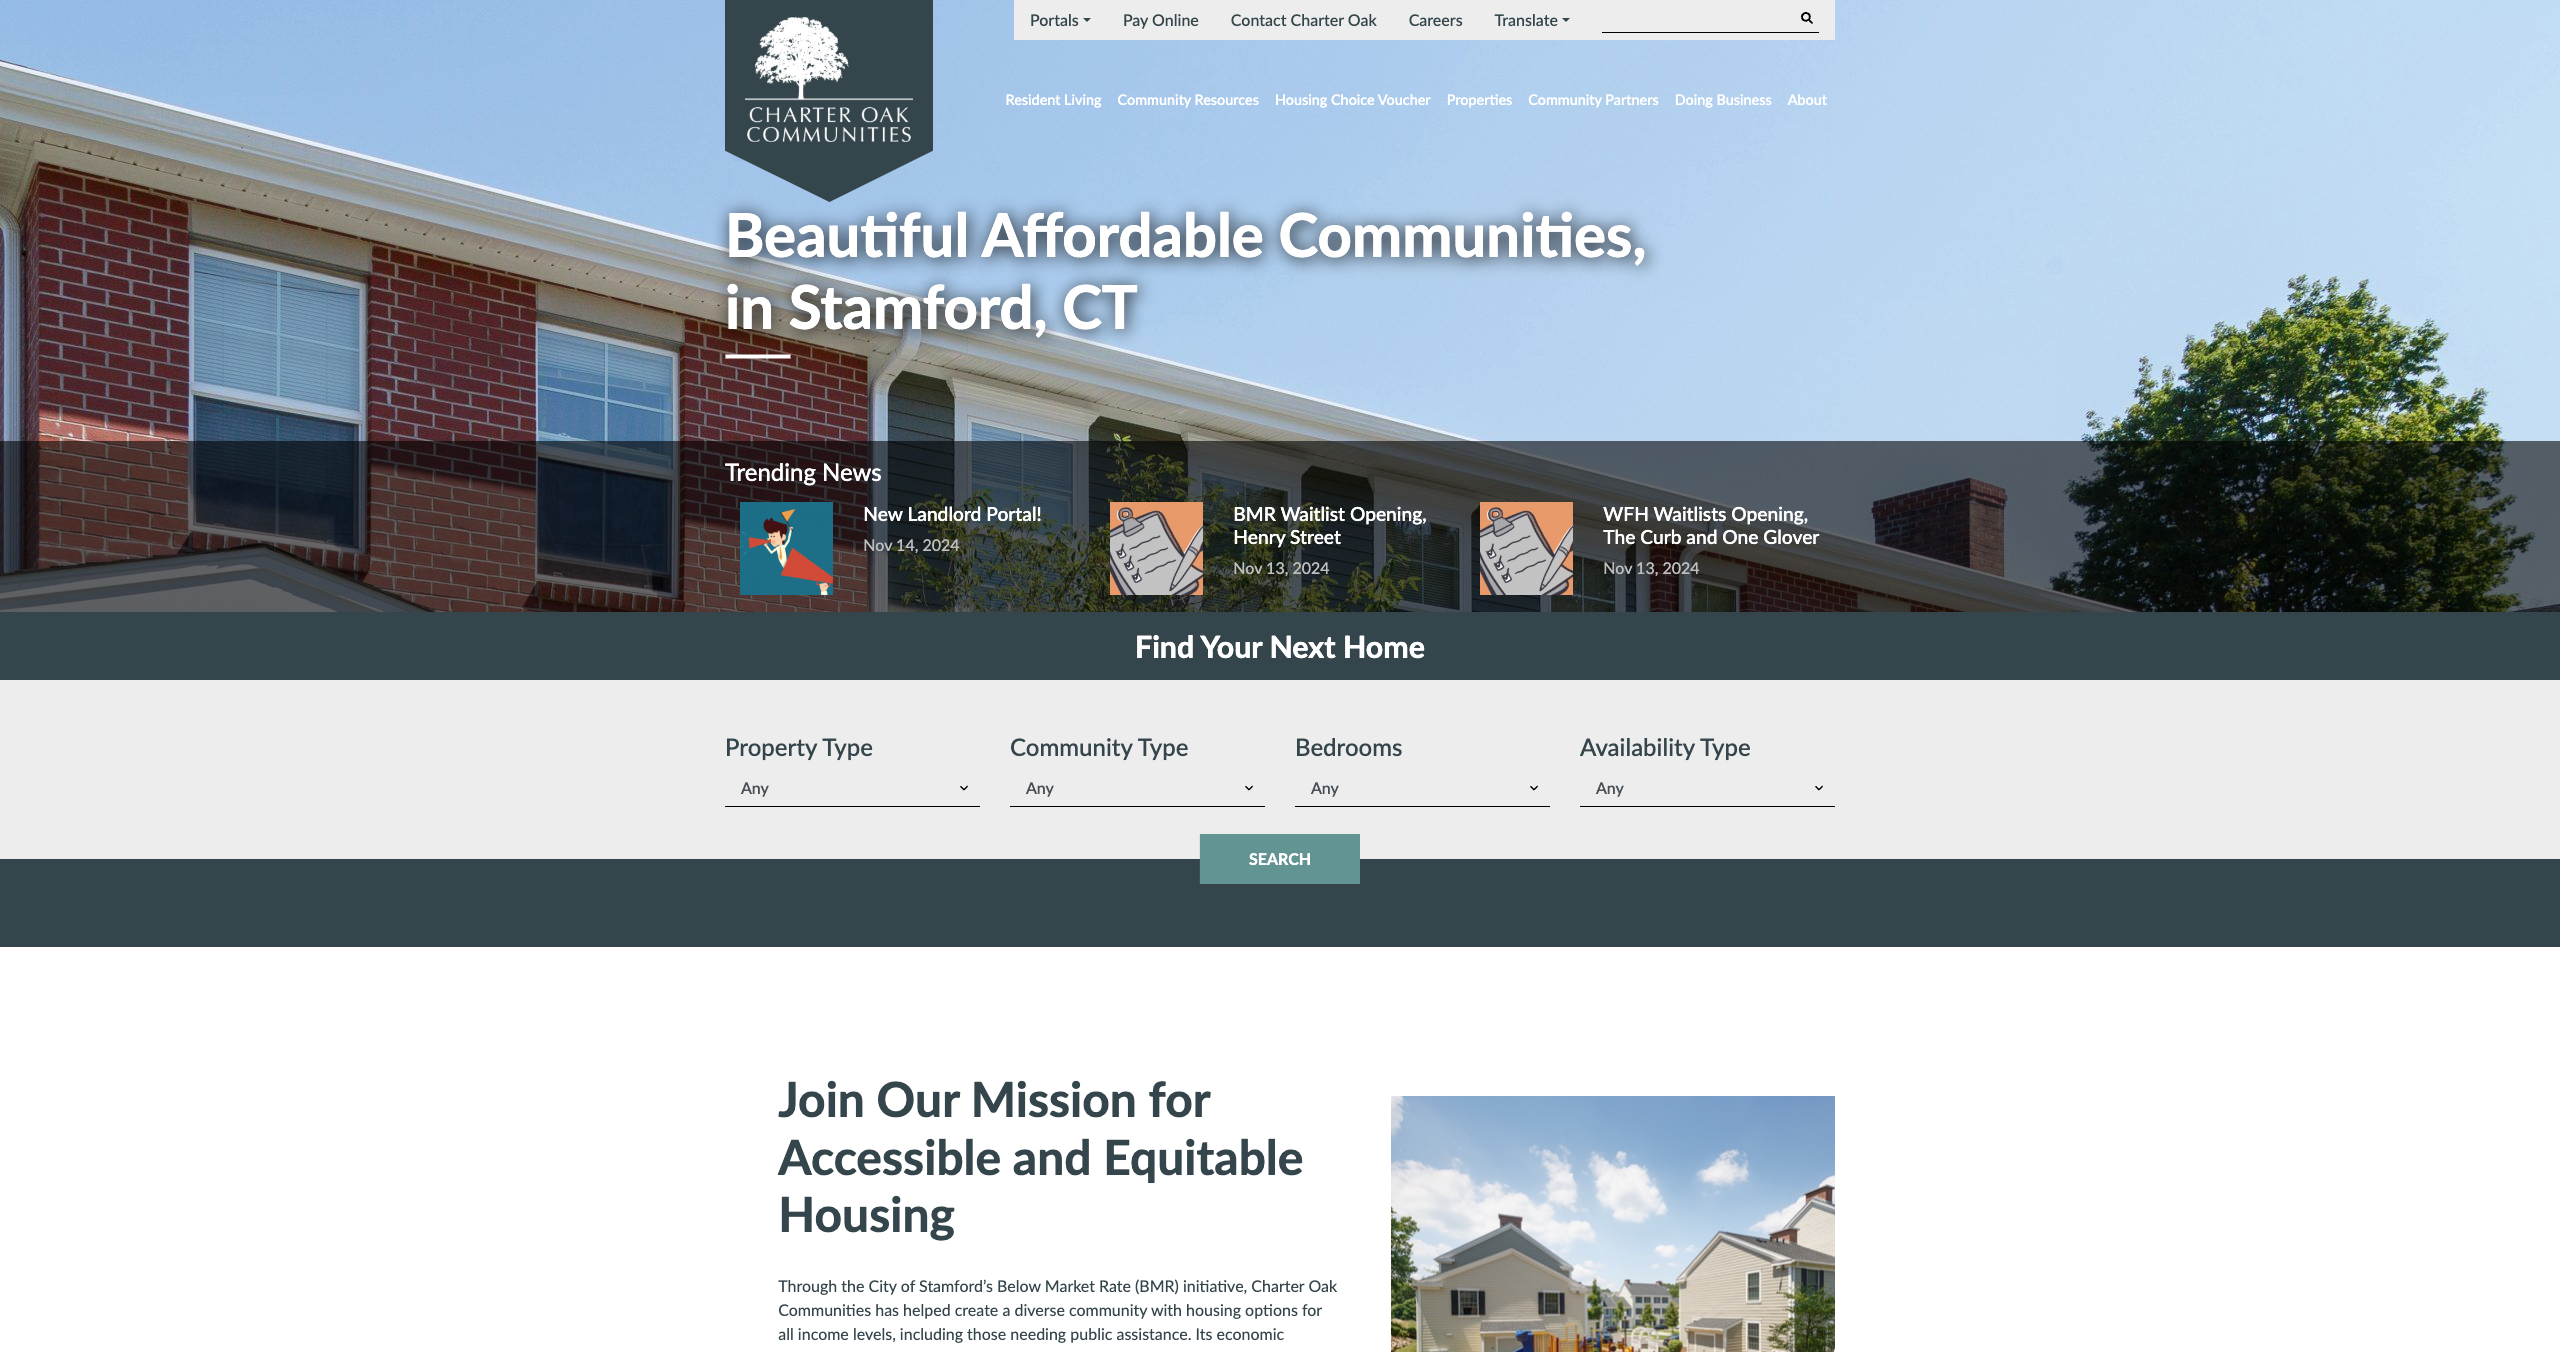 Portals
Pay Online
Contact Charter Oak
Careers
Translate
CHARTER OAK
COMMUNITIES
Resident Living
Community Resources
Housing Choice Voucher
Properties
Community Partners
Doing Business
About
Beautiful Affordable Communities,
in Stamford, CT
Trending News
New Landlord Portal!
Nov 14, 2024
BMR Waitlist Opening,
Henry Street
Nov 13, 2024
WFH Waitlists Opening,
The Curb and One Glover
Nov 13, 2024
Find Your Next Home
Property Type
Any
Community Type
Any
Bedrooms
Any
Availability Type
Any
SEARCH
Join Our Mission for
Accessible and Equitable
Housing
Through the City of Stamford’s Below Market Rate (BMR) initiative, Charter Oak
Communities has helped create a diverse community with housing options for
all income levels, including those needing public assistance. Its economic